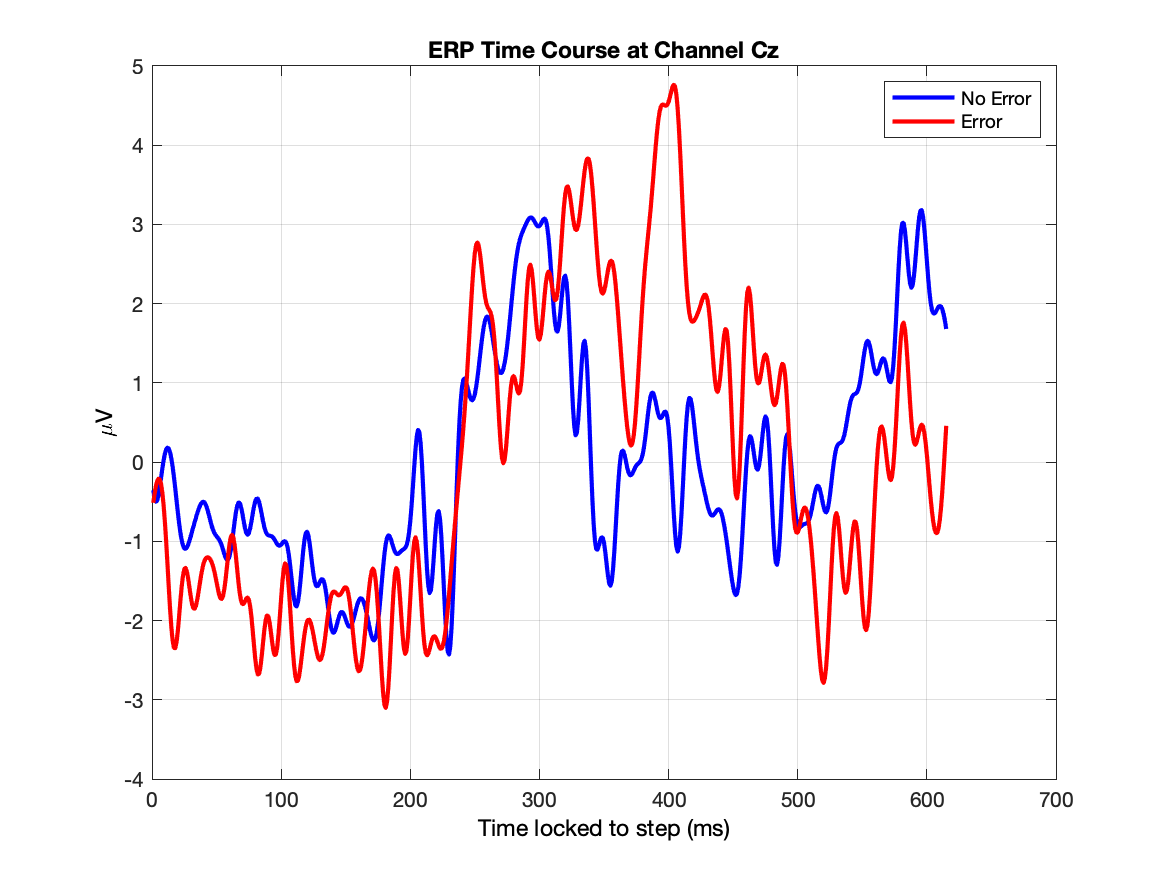 ERP Time Course at Channel Cz
5
4
3
2
1
0
-1
-2
-3
-4
μV
No Error
Error
0 100 200 300 400 500 600 700
Time locked to step (ms)